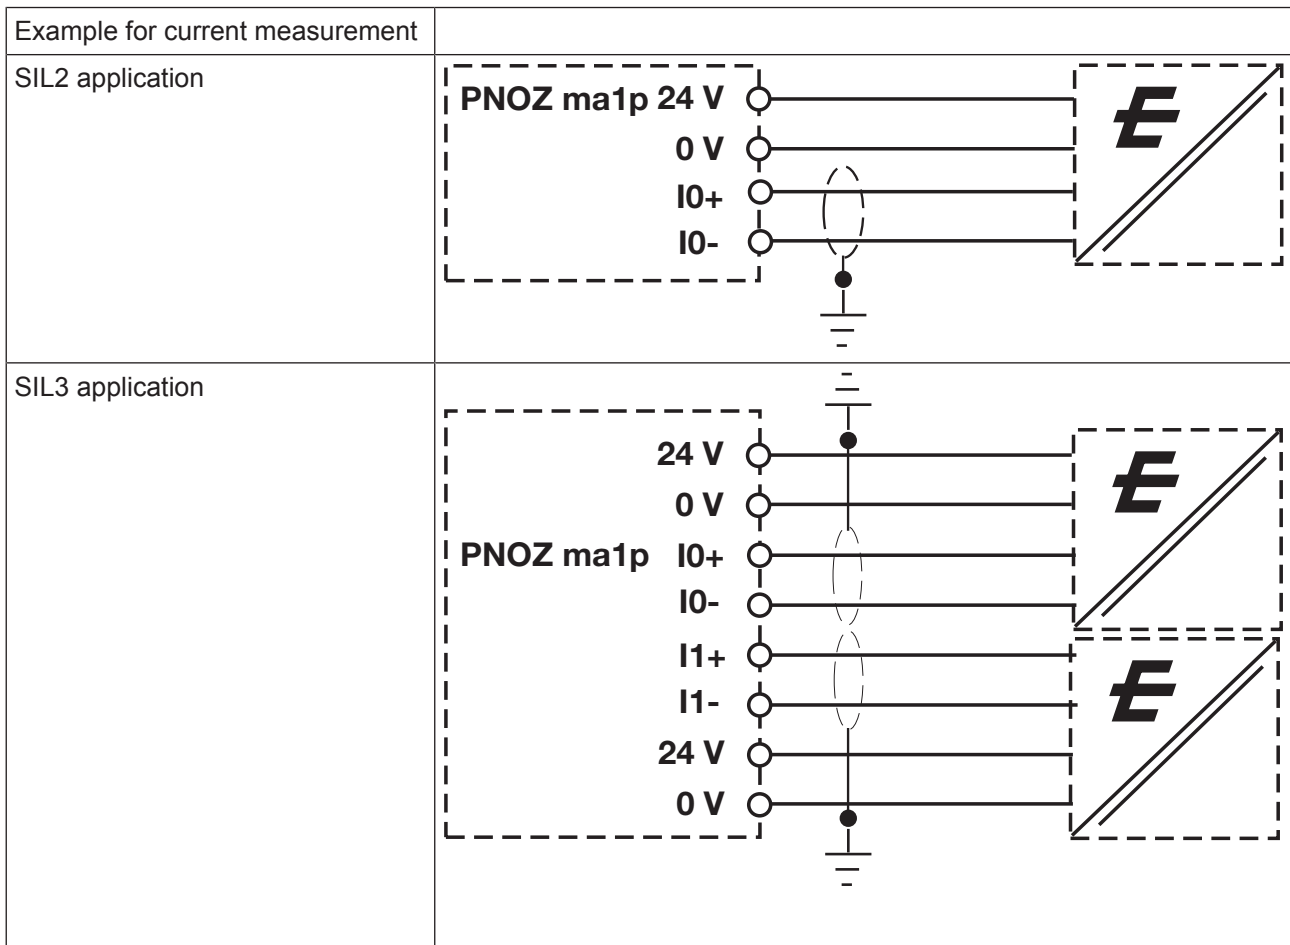 Example for current measurement
SIL2 application
PNOZ ma1p 24 V
0 V
I0+
I0-
E
SIL3 application
24 V
0 V
PNOZ ma1p I0+
I0-
I1+
I1-
24 V
0 V
E
E